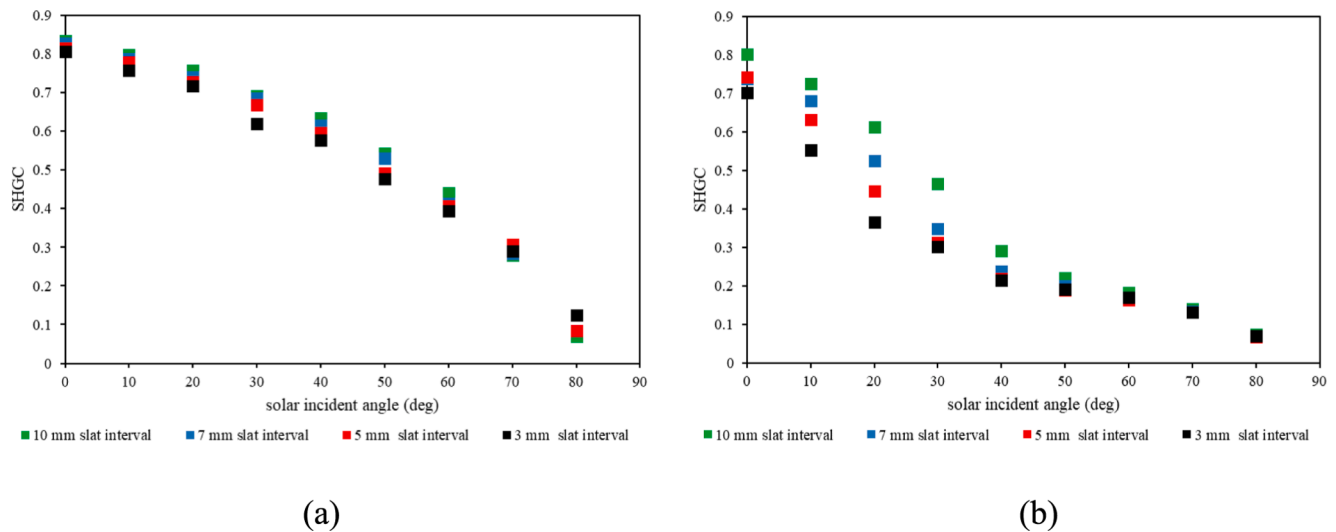 0.9
0.8
0.7
0.6
0.5
0.4
0.3
0.2
0.1
0
SHGC
0 10 20 30 40 50 60 70 80 90
solar incident angle (deg)
10 mm slat interval 7 mm slat interval 5 mm slat interval 3 mm slat interval
(a)
0.9
0.8
0.7
0.6
0.5
0.4
0.3
0.2
0.1
0
SHGC
0 10 20 30 40 50 60 70 80 90
solar incident angle (deg)
10 mm slat interval 7 mm slat interval 5 mm slat interval 3 mm slat interval
(b)